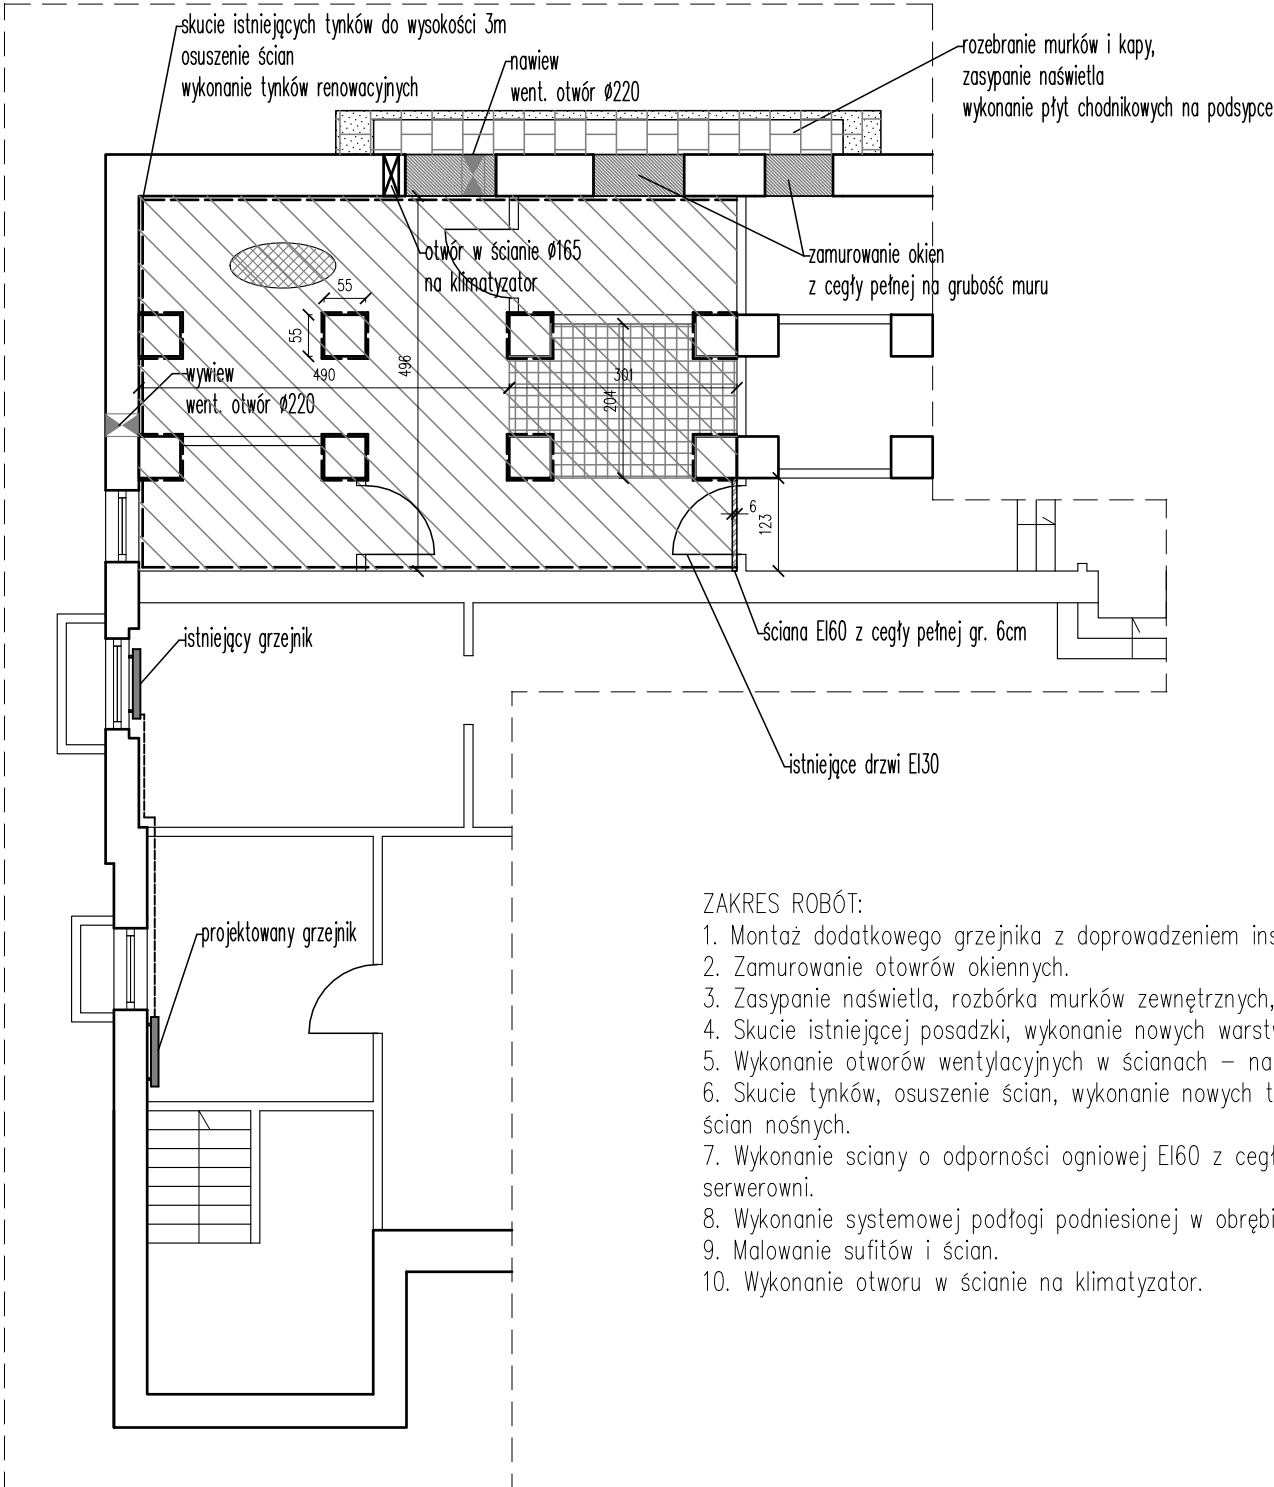 skucie istniejących tynków do wysokości 3m
osuszenie ścian
wykonanie tynków renowacyjnych
nawiew
went. otwór Ø220
rozebranie murków i kapy,
zasypanie naświetla
wykonanie płyt chodnikowych na podsypce
otwór w ścianie Ø165
na klimatyzator
zamurowanie okien
z cegły pełnej na grubość muru
55
55
490
496
301
204
wywiew
went. otwór Ø220
6
123
istniejący grzejnik
ściana EI60 z cegły pełnej gr. 6cm
istniejące drzwi EI30
projektowany grzejnik
ZAKRES ROBÓT:
1. Montaż dodatkowego grzejnika z doprowadzeniem ins
2. Zamurowanie otowrów okiennych.
3. Zasypanie naświetla, rozbórka murków zewnętrznych,
4. Skucie istniejącej posadzki, wykonanie nowych warst
5. Wykonanie otworów wentylacyjnych w ścianach – na
6. Skucie tynków, osuszenie ścian, wykonanie nowych t
ścian nośnych.
7. Wykonanie sciany o odporności ogniowej EI60 z cegł
serwerowni.
8. Wykonanie systemowej podłogi podniesionej w obrębi
9. Malowanie sufitów i ścian.
10. Wykonanie otworu w ścianie na klimatyzator.